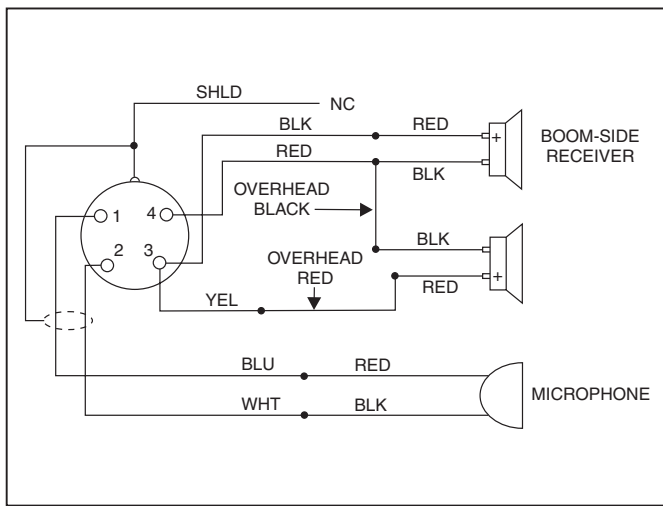 SHLD
NC
BLK
RED
BOOM-SIDE
RECEIVER
+
RED
BLK
OVERHEAD
BLACK
1
4
2
3
BLK
OVERHEAD
RED
+
RED
YEL
BLU
RED
MICROPHONE
WHT
BLK